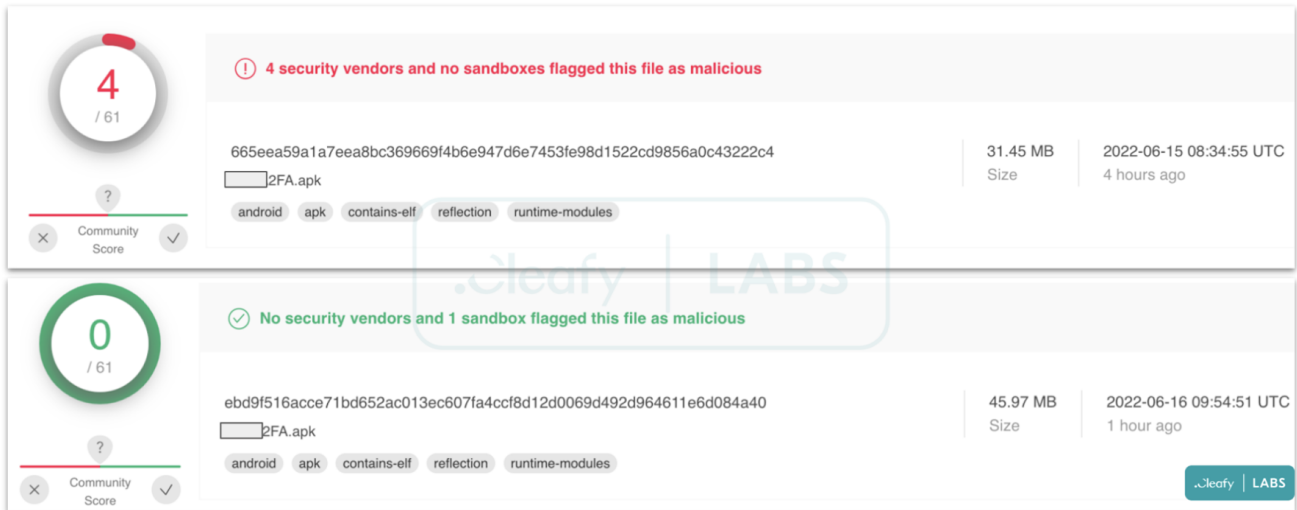 4
/ 61
?
Community
Score
4 security vendors and no sandboxes flagged this file as malicious
665eea59a1a7eea8bc369669f4b6e947d6e7453fe98d1522cd9856a0c43222c4
2FA.apk
android apk contains-elf reflection runtime-modules
31.45 MB
Size
2022-06-15 08:34:55 UTC
4 hours ago
.Cleafy | LABS
0
/ 61
?
Community
Score
No security vendors and 1 sandbox flagged this file as malicious
ebd9f516acce71bd652ac013ec607fa4ccf8d12d0069d492d964611e6d084a40
2FA.apk
android apk contains-elf reflection runtime-modules
45.97 MB
Size
2022-06-16 09:54:51 UTC
1 hour ago
.Cleafy | LABS